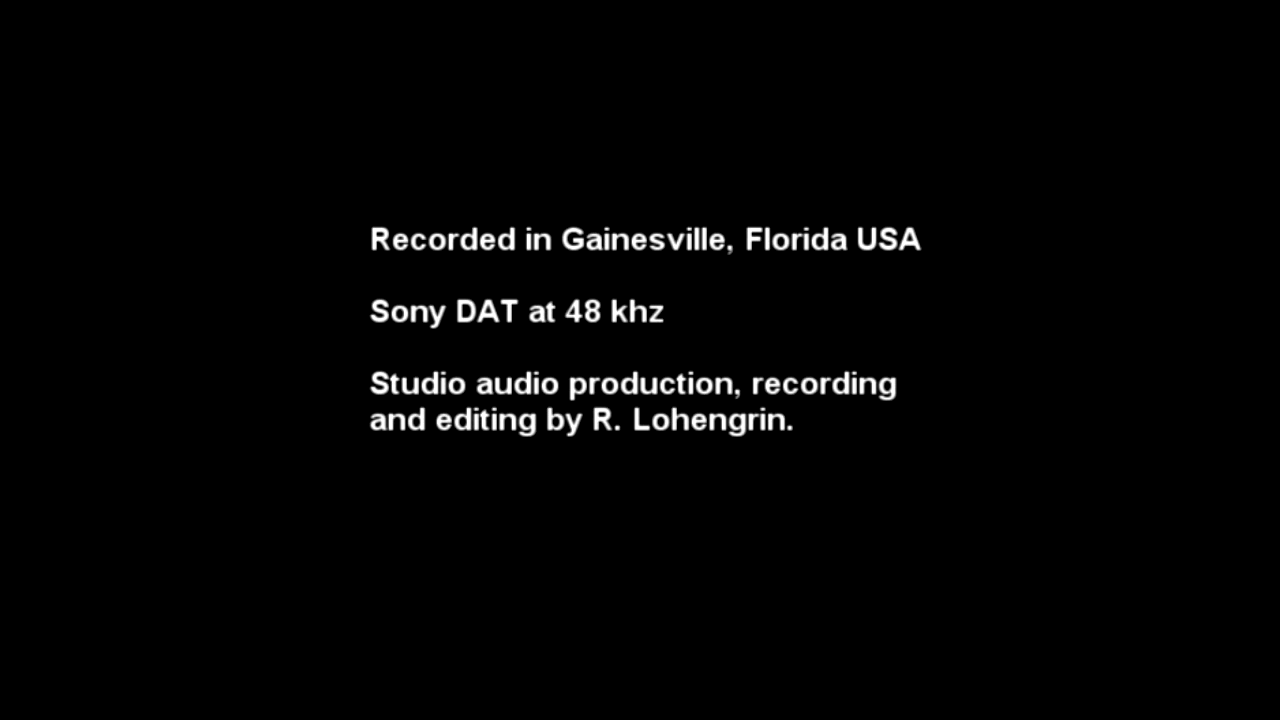 Recorded in Gainesville, Florida USA
Sony DAT at 48 khz
Studio audio production, recording
and editing by R. Lohengrin.